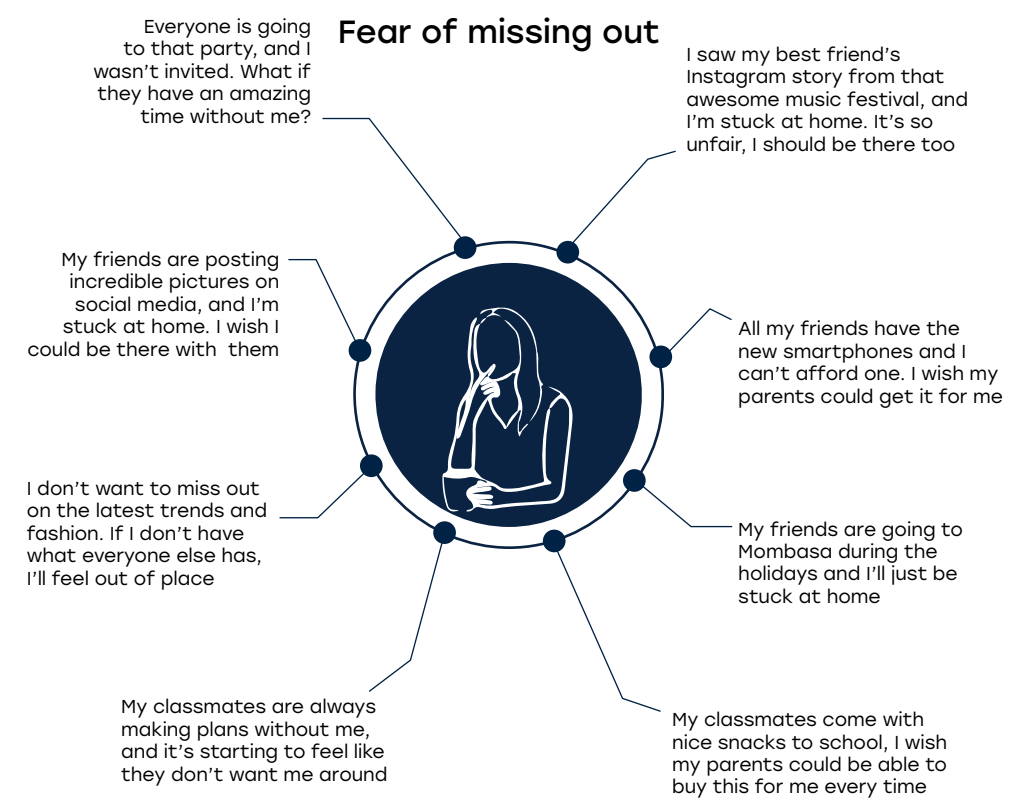 Fear of missing out
Everyone is going
to that party, and I
wasn't invited. What if
they have an amazing
time without me?
I saw my best friend's
Instagram story from that
awesome music festival, and
I'm stuck at home. It's so
unfair, I should be there too
My friends are posting
incredible pictures on
social media, and I'm
stuck at home. I wish I
could be there with  them
All my friends have the
new smartphones and I
can't afford one. I wish my
parents could get it for me
I don't want to miss out
on the latest trends and
fashion. If I don't have
what everyone else has,
I'll feel out of place
My friends are going to
Mombasa during the
holidays and I'll just be
stuck at home
My classmates are always
making plans without me,
and it's starting to feel like
they don't want me around
My classmates come with
nice snacks to school, I wish
my parents could be able to
buy this for me every time